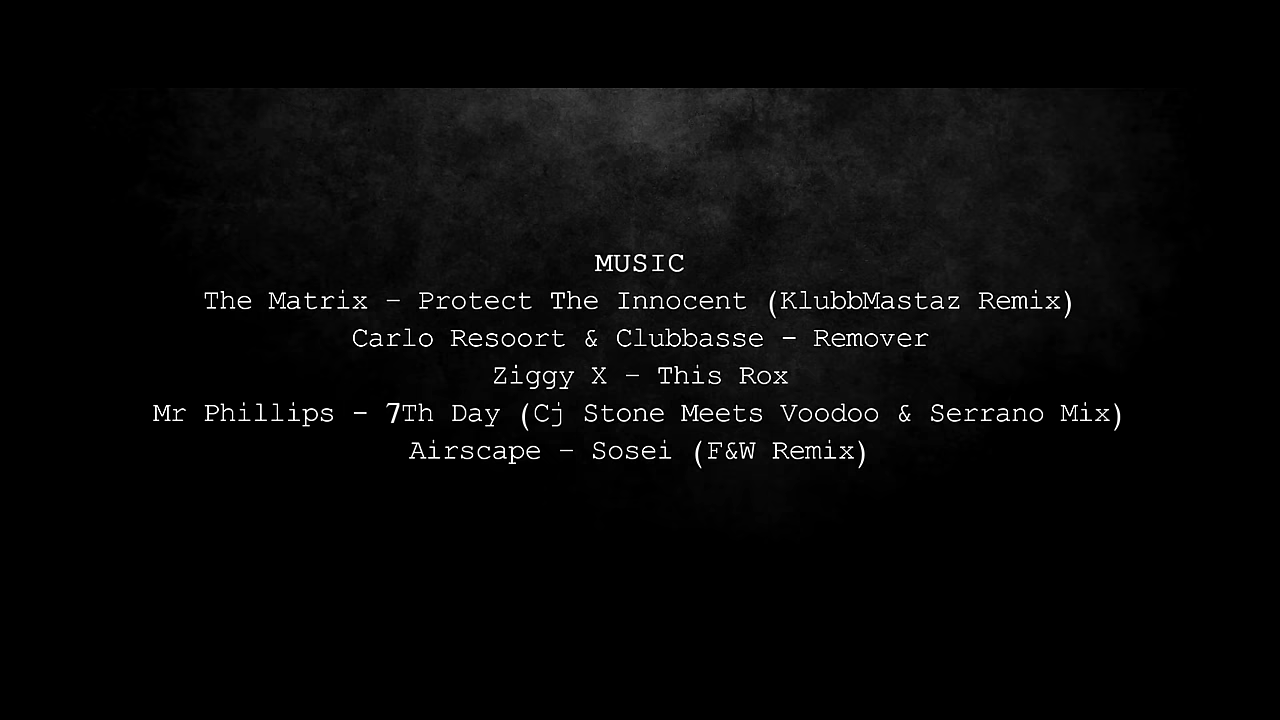 MUSIC
The Matrix – Protect The Innocent (KlubbMastaz Remix)
Carlo Resoort & Clubbasse - Remover
Ziggy X – This Rox
Mr Phillips – 7Th Day (Cj Stone Meets Voodoo & Serrano Mix)
Airscape – Sosei (F&W Remix)